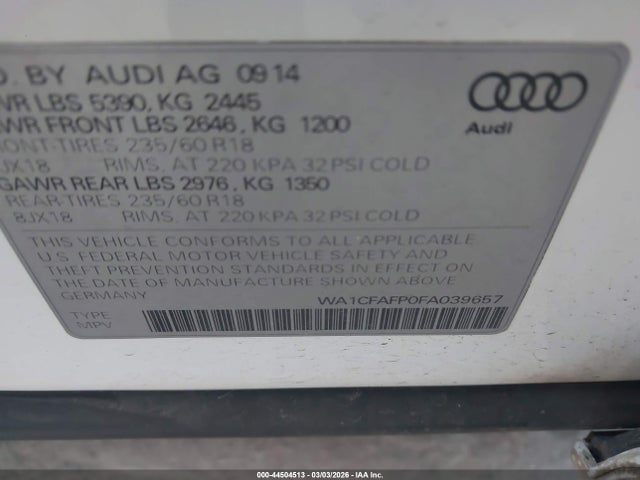 D. BY AUDI AG 09 14
WR LBS 5390, KG 2445
AWR FRONT LBS 2646, KG 1200
RONT-TIRES 235/60 R18
JX18 RIMS, AT 220 KPA 32 PSI COLD
GAWR REAR LBS 2976, KG 1350
REAR-TIRES 235/60 R18
8JX18 RIMS, AT 220 KPA 32 PSI COLD
THIS VEHICLE CONFORMS TO ALL APPLICABLE
U.S. FEDERAL MOTOR VEHICLE SAFETY AND
THEFT PREVENTION STANDARDS IN EFFECT ON
THE DATE OF MANUFACTURE SHOWN ABOVE
GERMANY
WA1CFAFP0FA039657
TYPE
MPV
Audi
000-44504513 - 03/03/2026 - IAA Inc.